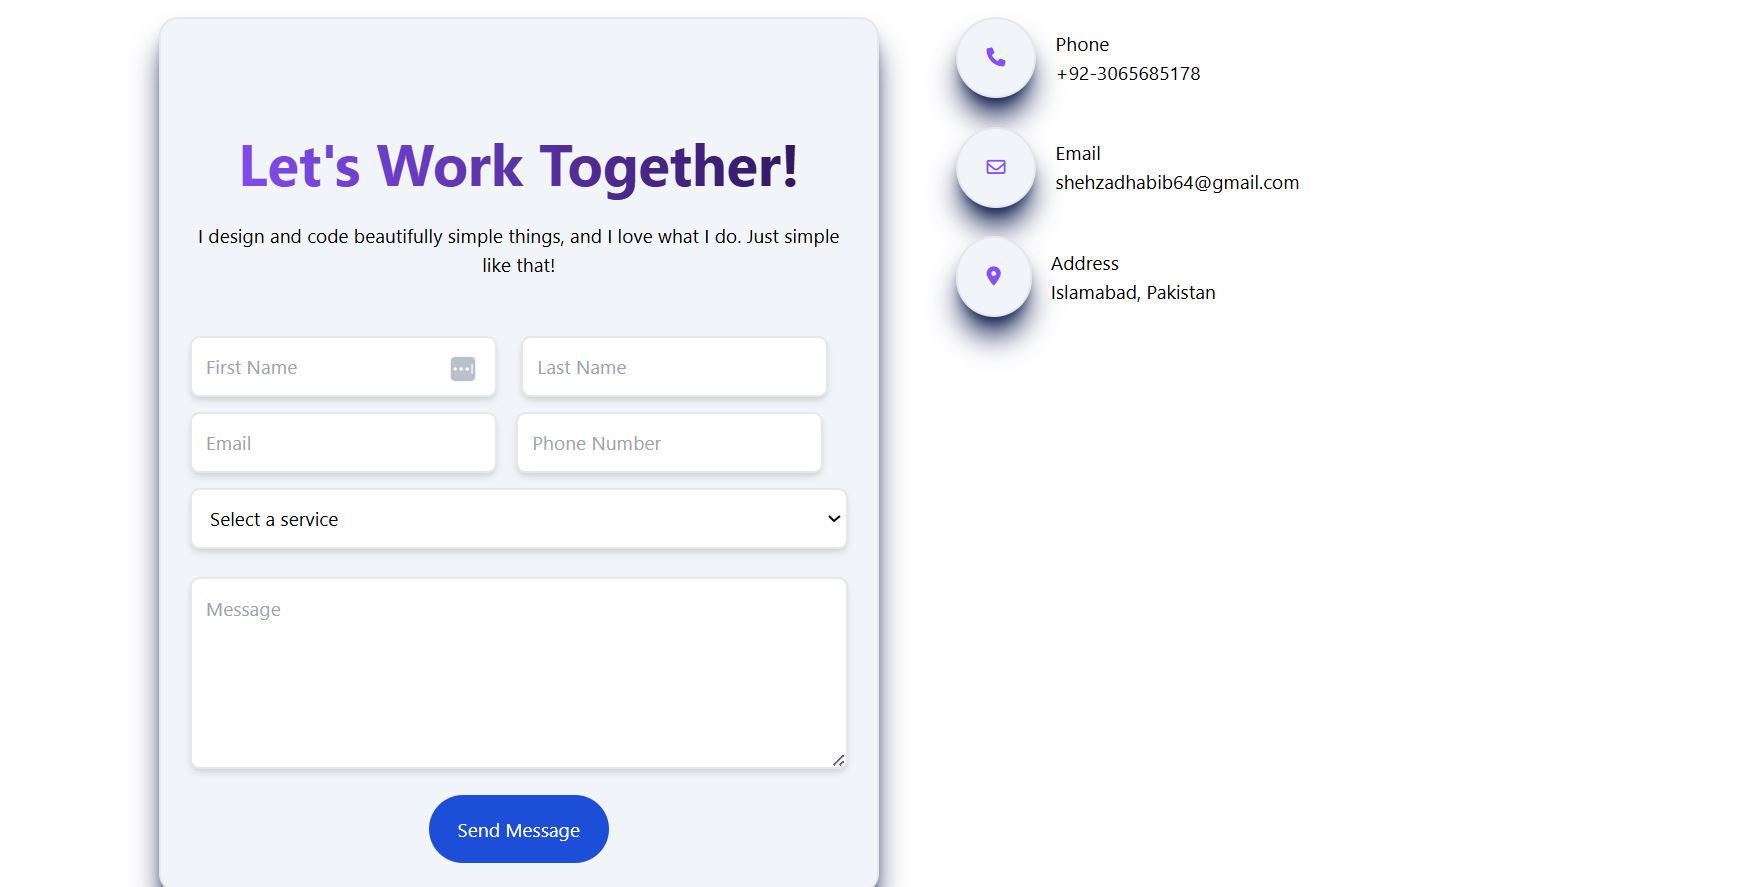 Let's Work Together!
I design and code beautifully simple things, and I love what I do. Just simple
like that!
First Name
Last Name
Email
Phone Number
Select a service
Message
Send Message
Phone
+92-3065685178
Email
shehzadhabib64@gmail.com
Address
Islamabad, Pakistan